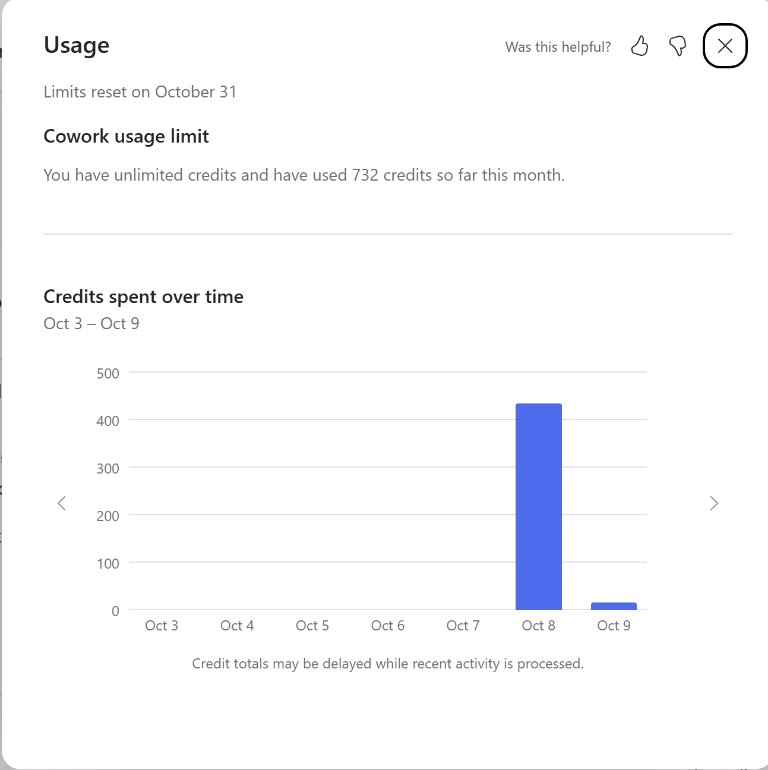 Usage
Was this helpful?
Limits reset on October 31
Cowork usage limit
You have unlimited credits and have used 732 credits so far this month.
Credits spent over time
Oct 3 – Oct 9
500
400
300
200
100
0
Oct 3 Oct 4 Oct 5 Oct 6 Oct 7 Oct 8 Oct 9
Credit totals may be delayed while recent activity is processed.